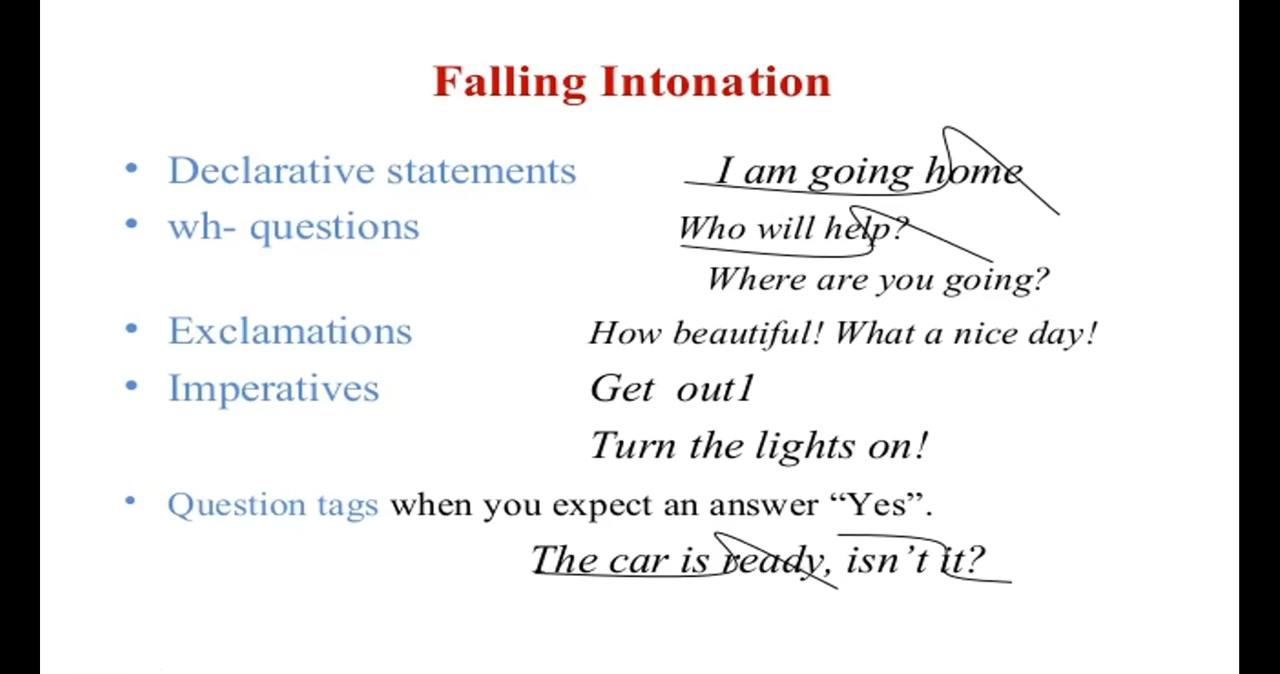 Falling Intonation
• Declarative statements I am going home
• wh- questions Who will help?
Where are you going?
• Exclamations How beautiful! What a nice day!
• Imperatives Get out1
Turn the lights on!
• Question tags when you expect an answer “Yes”.
The car is ready, isn’t it?